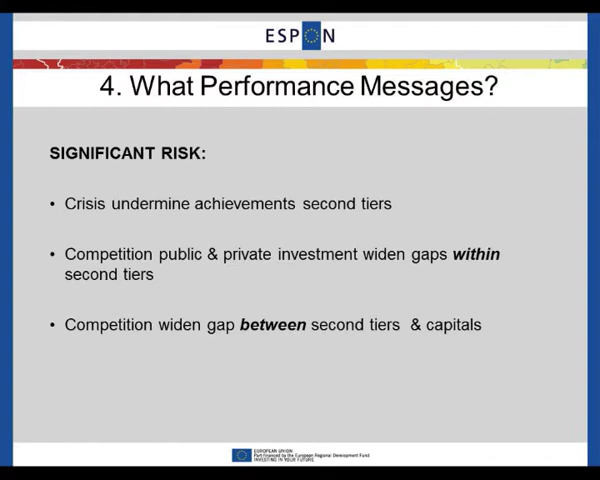 ESPON
4. What Performance Messages?
SIGNIFICANT RISK:
• Crisis undermine achievements second tiers
• Competition public & private investment widen gaps within
second tiers
• Competition widen gap between second tiers & capitals
EUROPEAN UNION
Part-financed by the European Regional Development Fund
INVESTING IN YOUR FUTURE